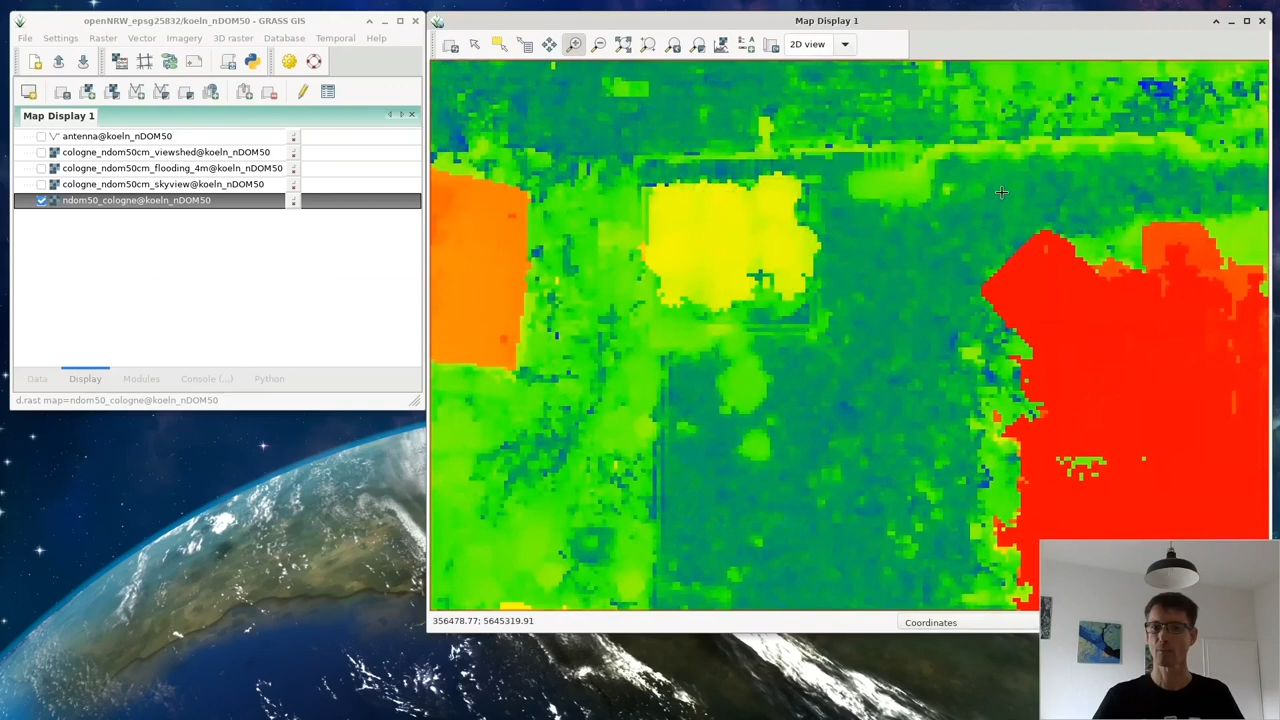 openNRW_epsg25832/koeln_nDOM50 - GRASS GIS
File Settings Raster Vector Imagery 3D raster Database Temporal Help
Map Display 1
antenna@koeln_nDOM50
cologne_ndom50cm_viewshed@koeln_nDOM50
cologne_ndom50cm_flooding_4m@koeln_nDOM50
cologne_ndom50cm_skyview@koeln_nDOM50
ndom50_cologne@koeln_nDOM50
Data Display Modules Console (...) Python
d.rast map=ndom50_cologne@koeln_nDOM50
Map Display 1
2D view
356478.77; 5645319.91
Coordinates